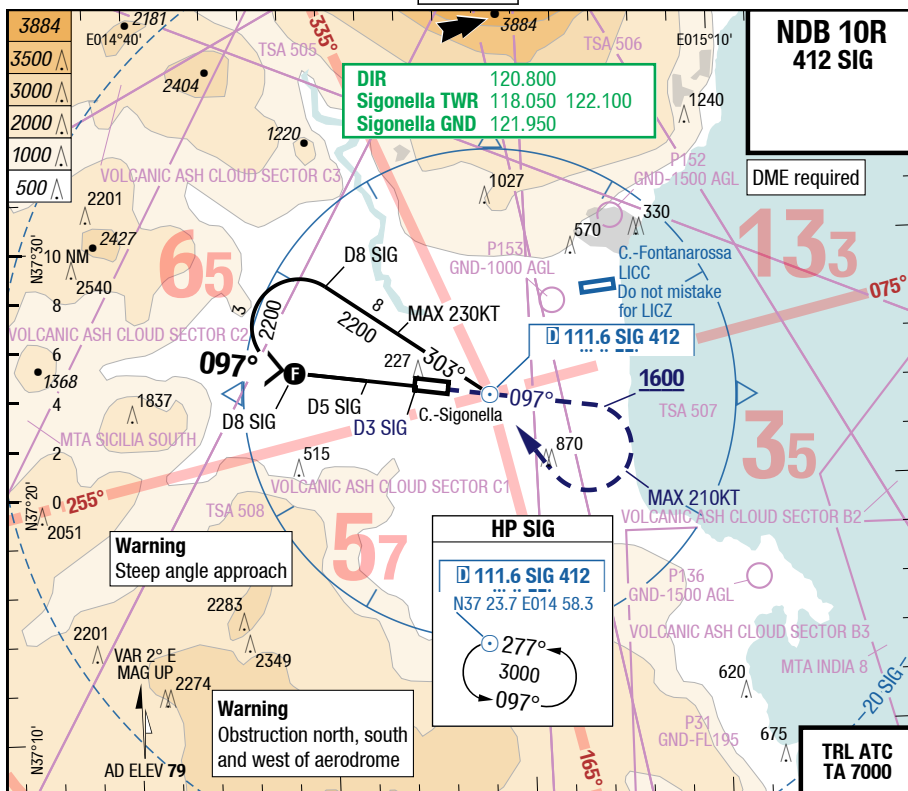 3884
3500
3000
2000
1000
500
2181
E014°40'
2404
1220
335°
TSA 505
3884
TSA 506
E015°10'
1240
NDB 10R
412 SIG
DIR 120.800
Sigonella TWR 118.050 122.100
Sigonella GND 121.950
DME required
VOLCANIC ASH CLOUD SECTOR C3
2201
2427
N37°30'
10 NM
2540
8
6
4
2
0
65
1027
P152
GND-1500 AGL
330
570
P153
GND-1000 AGL
C.-Fontanarossa
LICC
Do not mistake
for LICZ
133
075°
D8 SIG
8
2200
MAX 230KT
303°
3
2200
VOLCANIC ASH CLOUD SECTOR C2
097°
F
D8 SIG
D5 SIG
D3 SIG
227
C.-Sigonella
D 111.6 SIG 412
097°
1600
TSA 507
1368
1837
MTA SICILIA SOUTH
870
MAX 210KT
35
515
VOLCANIC ASH CLOUD SECTOR C1
255°
N37°20'
2051
TSA 508
57
VOLCANIC ASH CLOUD SECTOR B2
Warning
Steep angle approach
HP SIG
D 111.6 SIG 412
N37 23.7 E014 58.3
277°
3000
097°
P136
GND-1500 AGL
VOLCANIC ASH CLOUD SECTOR B3
MTA INDIA 8
2283
2349
2201
VAR 2° E
MAG UP
2274
620
20 SIG
Warning
Obstruction north, south
and west of aerodrome
N37°10'
AD ELEV 79
165°
P31
GND-FL195
675
TRL ATC
TA 7000